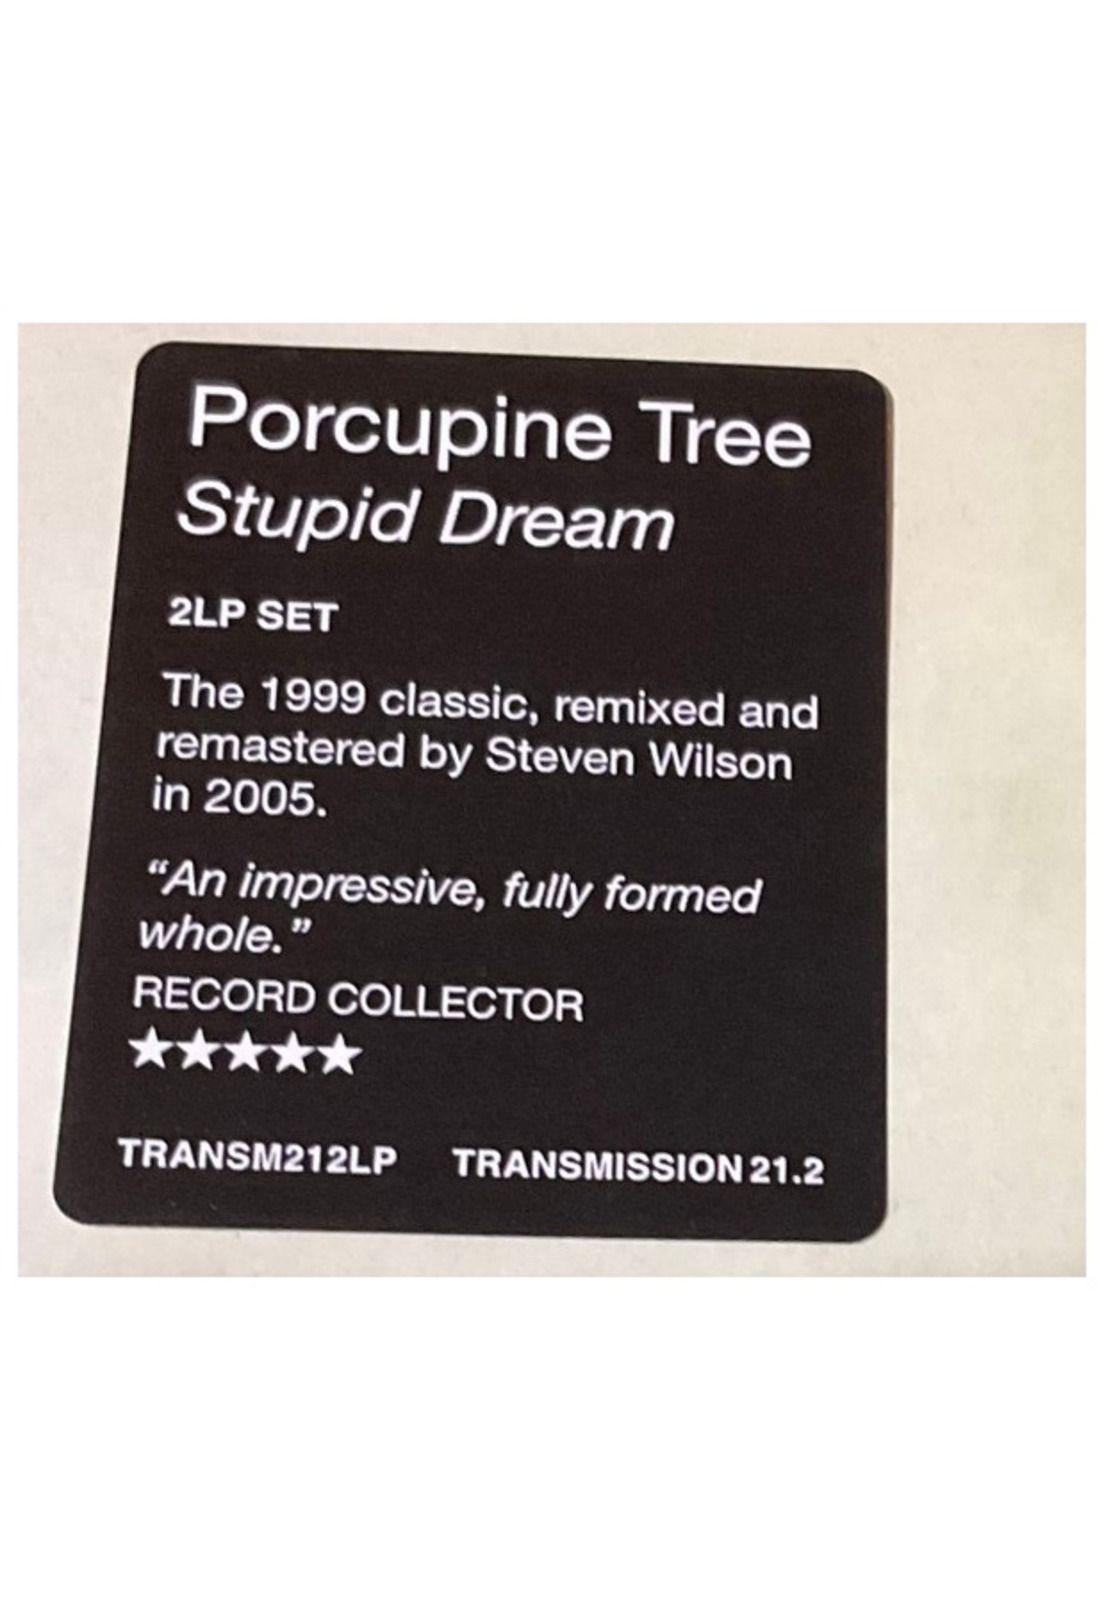 Porcupine Tree
Stupid Dream
2LP SET
The 1999 classic, remixed and
remastered by Steven Wilson
in 2005.
“An impressive, fully formed
whole.”
RECORD COLLECTOR
★★★★★
TRANSM212LP TRANSMISSION 21.2